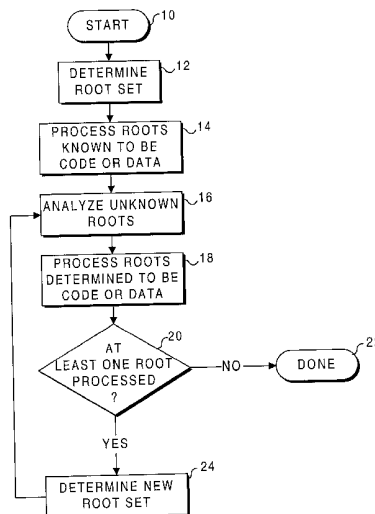 START
10
12
DETERMINE
ROOT SET
14
PROCESS ROOTS
KNOWN TO BE
CODE OR DATA
16
ANALYZE UNKNOWN
ROOTS
18
PROCESS ROOTS
DETERMINED TO BE
CODE OR DATA
20
AT
LEAST ONE ROOT
PROCESSED
?
NO
DONE
YES
24
DETERMINE NEW
ROOT SET